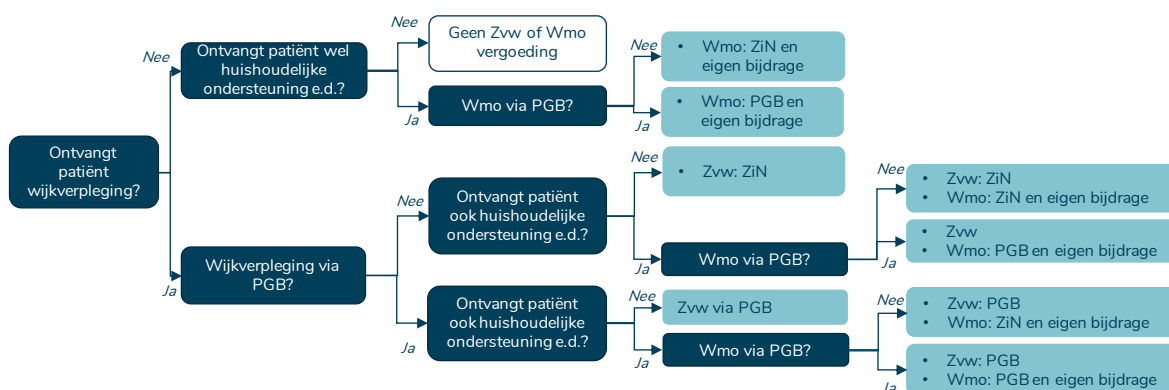 Ontvangt
patiënt
wijkverpleging?
Nee
Ja
Ontvangt patiënt wel
huishoudelijke
ondersteuning e.d.?
Nee
Ja
Geen Zvw of Wmo
vergoeding
Wmo via PGB?
Nee
Ja
• Wmo: ZiN en
eigen bijdrage
• Wmo: PGB en
eigen bijdrage
Wijkverpleging via
PGB?
Nee
Ja
Ontvangt patiënt
ook huishoudelijke
ondersteuning e.d.?
Nee
Ja
• Zvw: ZiN
Wmo via PGB?
Nee
Ja
• Zvw: ZiN
• Wmo: ZiN en eigen bijdrage
• Zvw
• Wmo: PGB en eigen bijdrage
Ontvangt patiënt
ook huishoudelijke
ondersteuning e.d.?
Nee
Ja
Zvw via PGB
Wmo via PGB?
Nee
Ja
• Zvw: PGB
• Wmo: ZiN en eigen bijdrage
• Zvw: PGB
• Wmo: PGB en eigen bijdrage